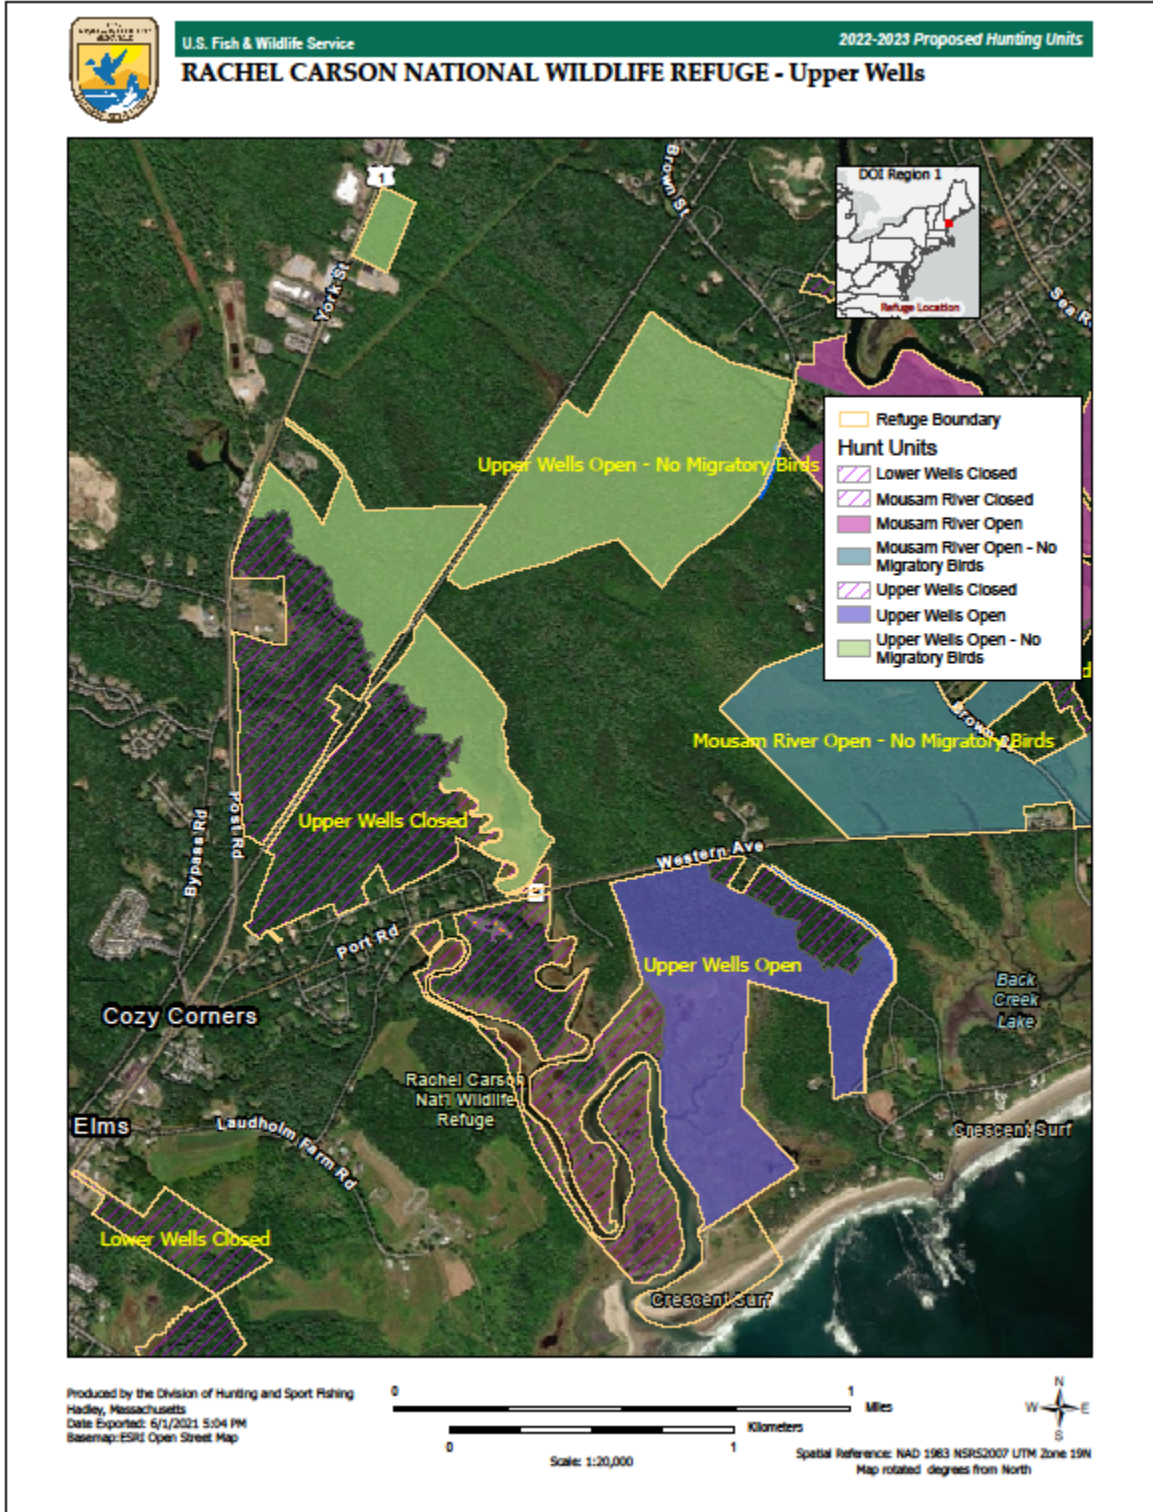 U.S. Fish & Wildlife Service
2022-2023 Proposed Hunting Units
RACHEL CARSON NATIONAL WILDLIFE REFUGE - Upper Wells
1
Brown St
DOI Region 1
Refuge Location
York St
Sea R
Refuge Boundary
Hunt Units
Lower Wells Closed
Mousam River Closed
Mousam River Open
Mousam River Open - No
Migratory Birds
Upper Wells Closed
Upper Wells Open
Upper Wells Open - No
Migratory Birds
Upper Wells Open - No Migratory Birds
d
Brown
Mousam River Open - No Migratory Birds
Upper Wells Closed
Bypass Rd
Post Rd
Western Ave
Port Rd
Upper Wells Open
Back
Creek
Lake
Cozy Corners
Rachel Carson
Nat'l Wildlife
Refuge
Elms
Laudholm Farm Rd
Crescent Surf
Lower Wells Closed
Crescent Surf
Produced by the Division of Hunting and Sport Fishing
Hadley, Massachusetts
Date Exported: 6/1/2021 5:04 PM
Basemap:ESRI Open Street Map
0
1
Miles
Kilometers
0
1
Scale: 1:20,000
N
W
E
S
Spatial Reference: NAD 1983 NSRS2007 UTM Zone 19N
Map rotated degrees from North